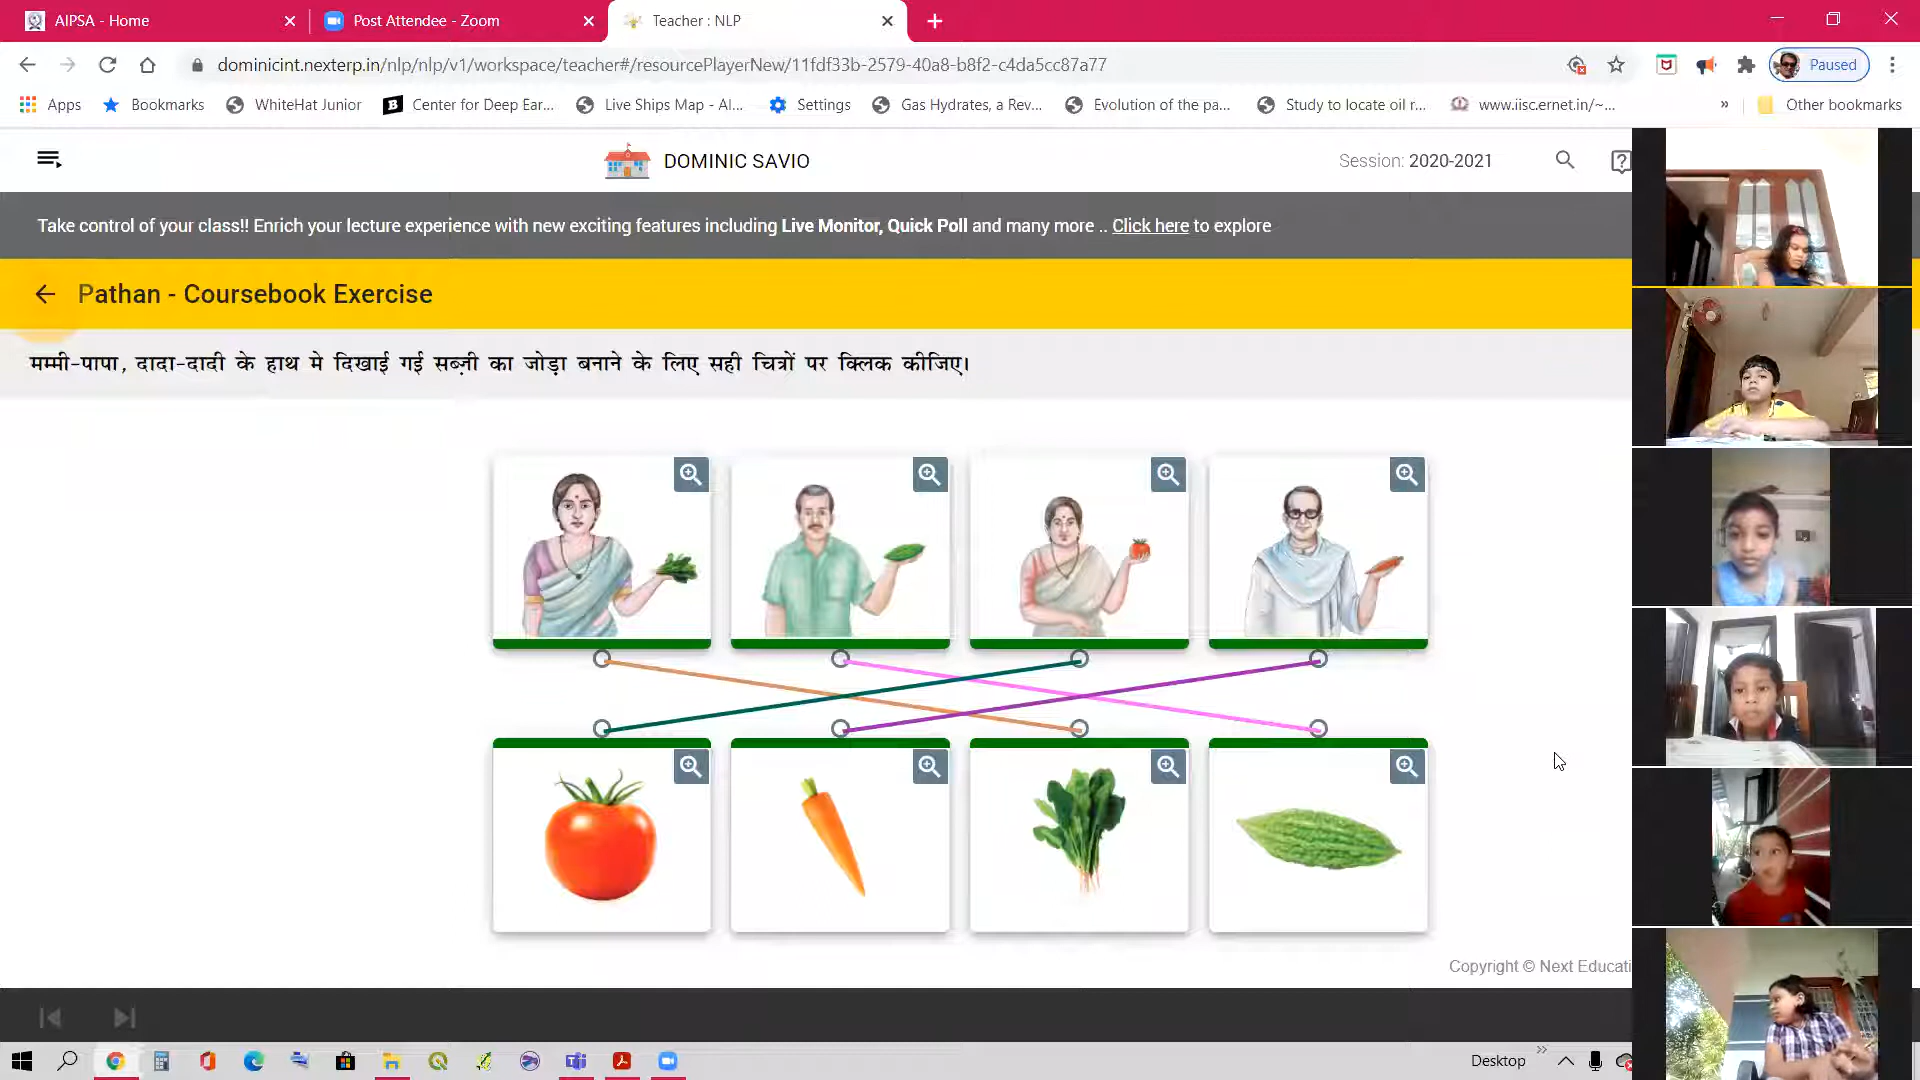 AIPSA - Home
Post Attendee - Zoom
Teacher : NLP
dominicint.nexterp.in/nlp/nlp/v1/workspace/teacher#/resourcePlayerNew/11fdf33b-2579-40a8-b8f2-c4da5cc87a77
Paused
Apps Bookmarks WhiteHat Junior Center for Deep Ear... Live Ships Map - Al... Settings Gas Hydrates, a Rev... Evolution of the pa... Study to locate oil r... www.iisc.ernet.in/~... » Other bookmarks
DOMINIC SAVIO
Session: 2020-2021
Take control of your class!! Enrich your lecture experience with new exciting features including Live Monitor, Quick Poll and many more .. Click here to explore
Pathan - Coursebook Exercise
मम्मी-पापा, दादा-दादी के हाथ मे दिखाई गई सब्ज़ी का जोड़ा बनाने के लिए सही चित्रों पर क्लिक कीजिए।
Copyright © Next Educati
Desktop